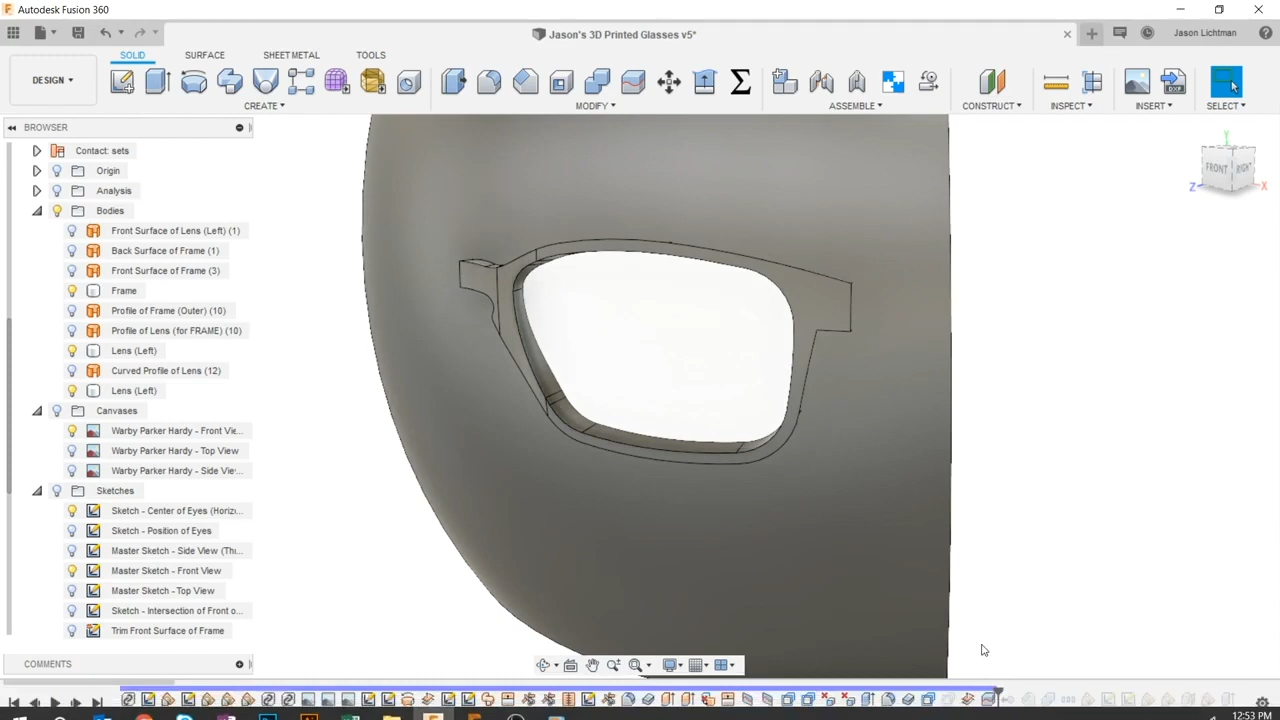 Autodesk Fusion 360
Jason's 3D Printed Glasses v5*
Jason Lichtman
DESIGN
SOLID SURFACE SHEET METAL TOOLS
CREATE MODIFY ASSEMBLE CONSTRUCT INSPECT INSERT SELECT
BROWSER
Contact: sets
Origin
Analysis
Bodies
Front Surface of Lens (Left) (1)
Back Surface of Frame (1)
Front Surface of Frame (3)
Frame
Profile of Frame (Outer) (10)
Profile of Lens (for FRAME) (10)
Lens (Left)
Curved Profile of Lens (12)
Lens (Left)
Canvases
Warby Parker Hardy - Front Vie...
Warby Parker Hardy - Top View
Warby Parker Hardy - Side Vie...
Sketches
Sketch - Center of Eyes (Horizo...
Sketch - Position of Eyes
Master Sketch - Side View (Thi...
Master Sketch - Front View
Master Sketch - Top View
Sketch - Intersection of Front o...
Trim Front Surface of Frame
COMMENTS
Y
FRONT RIGHT
Z X
12:53 PM